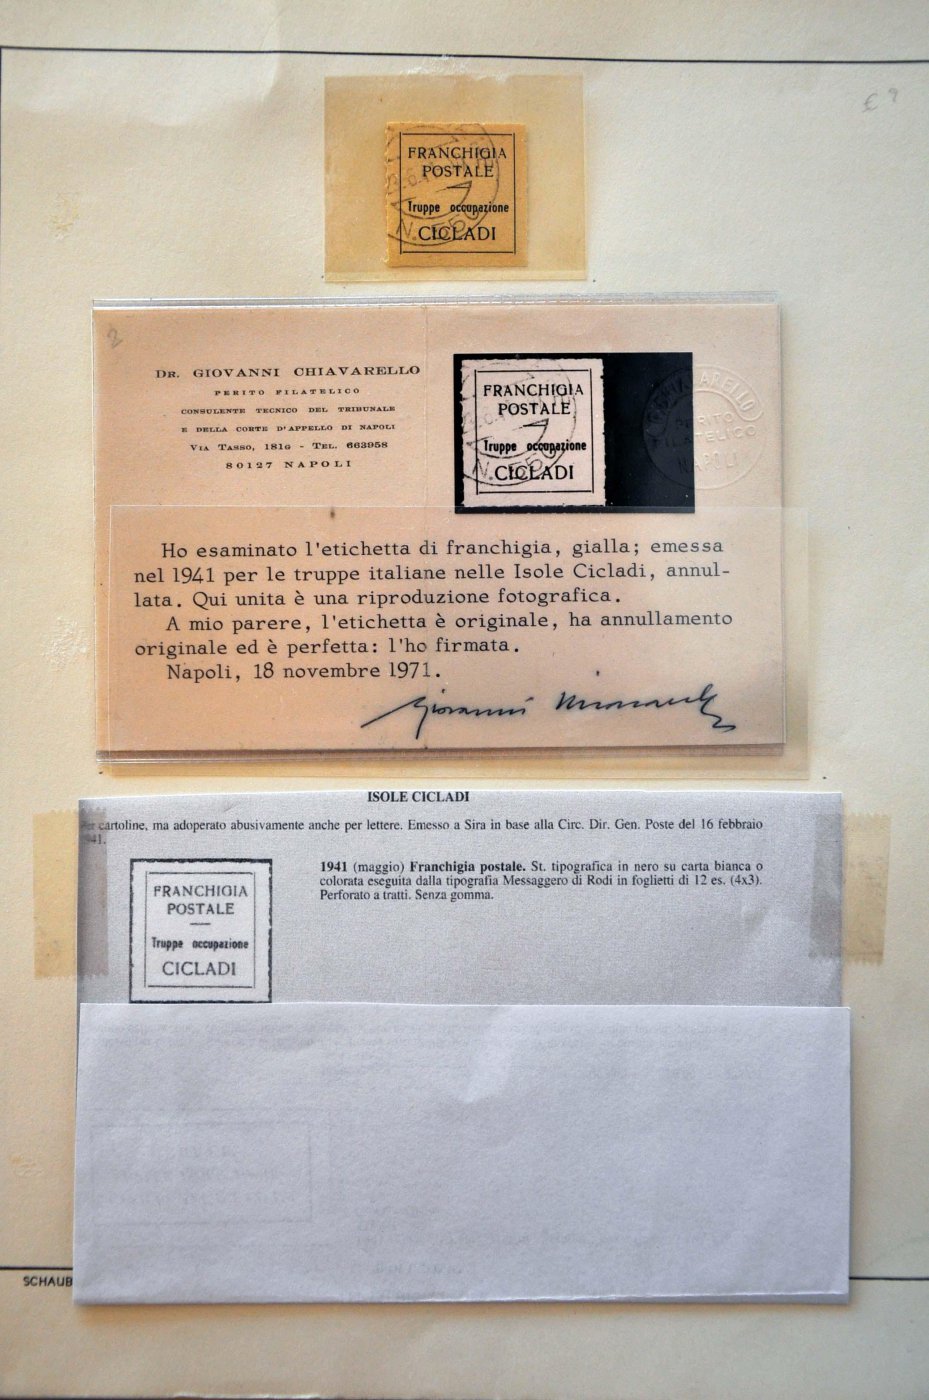 € ?
FRANCHIGIA
POSTALE
Truppe occupazione
CICLADI
2
DR. GIOVANNI CHIAVARELLO
PERITO FILATELICO
CONSULENTE TECNICO DEL TRIBUNALE
E DELLA CORTE D'APPELLO DI NAPOLI
VIA TASSO, 181G - TEL. 663958
80127 NAPOLI
FRANCHIGIA
POSTALE
Truppe occupazione
CICLADI
CHIAVARELLO
PERITO
FILATELICO
NAPOLI
Ho esaminato l'etichetta di franchigia, gialla; emessa
nel 1941 per le truppe italiane nelle Isole Cicladi, annul-
lata. Qui unita è una riproduzione fotografica.
A mio parere, l'etichetta è originale, ha annullamento
originale ed è perfetta: l'ho firmata.
Napoli, 18 novembre 1971.
ISOLE CICLADI
cartoline, ma adoperato abusivamente anche per lettere. Emesso a Sira in base alla Circ. Dir. Gen. Poste del 16 febbraio
1941 (maggio) Franchigia postale. St. tipografica in nero su carta bianca o
colorata eseguita dalla tipografia Messaggero di Rodi in foglietti di 12 es. (4x3).
Perforato a tratti. Senza gomma.
FRANCHIGIA
POSTALE
Truppe occupazione
CICLADI
SCHAUB